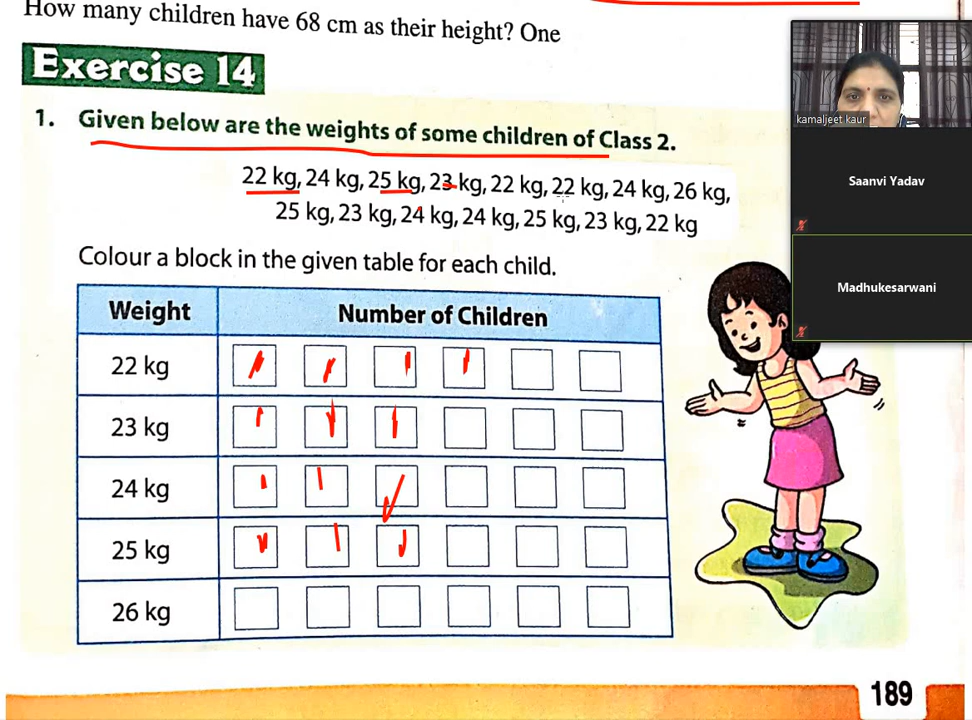 How many children have 68 cm as their height? One
Exercise 14
1. Given below are the weights of some children of Class 2.
22 kg, 24 kg, 25 kg, 23 kg, 22 kg, 22 kg, 24 kg, 26 kg,
25 kg, 23 kg, 24 kg, 24 kg, 25 kg, 23 kg, 22 kg
Colour a block in the given table for each child.
Weight Number of Children
22 kg
23 kg
24 kg
25 kg
26 kg
189
kamaljeet kaur
Saanvi Yadav
Madhukesarwani